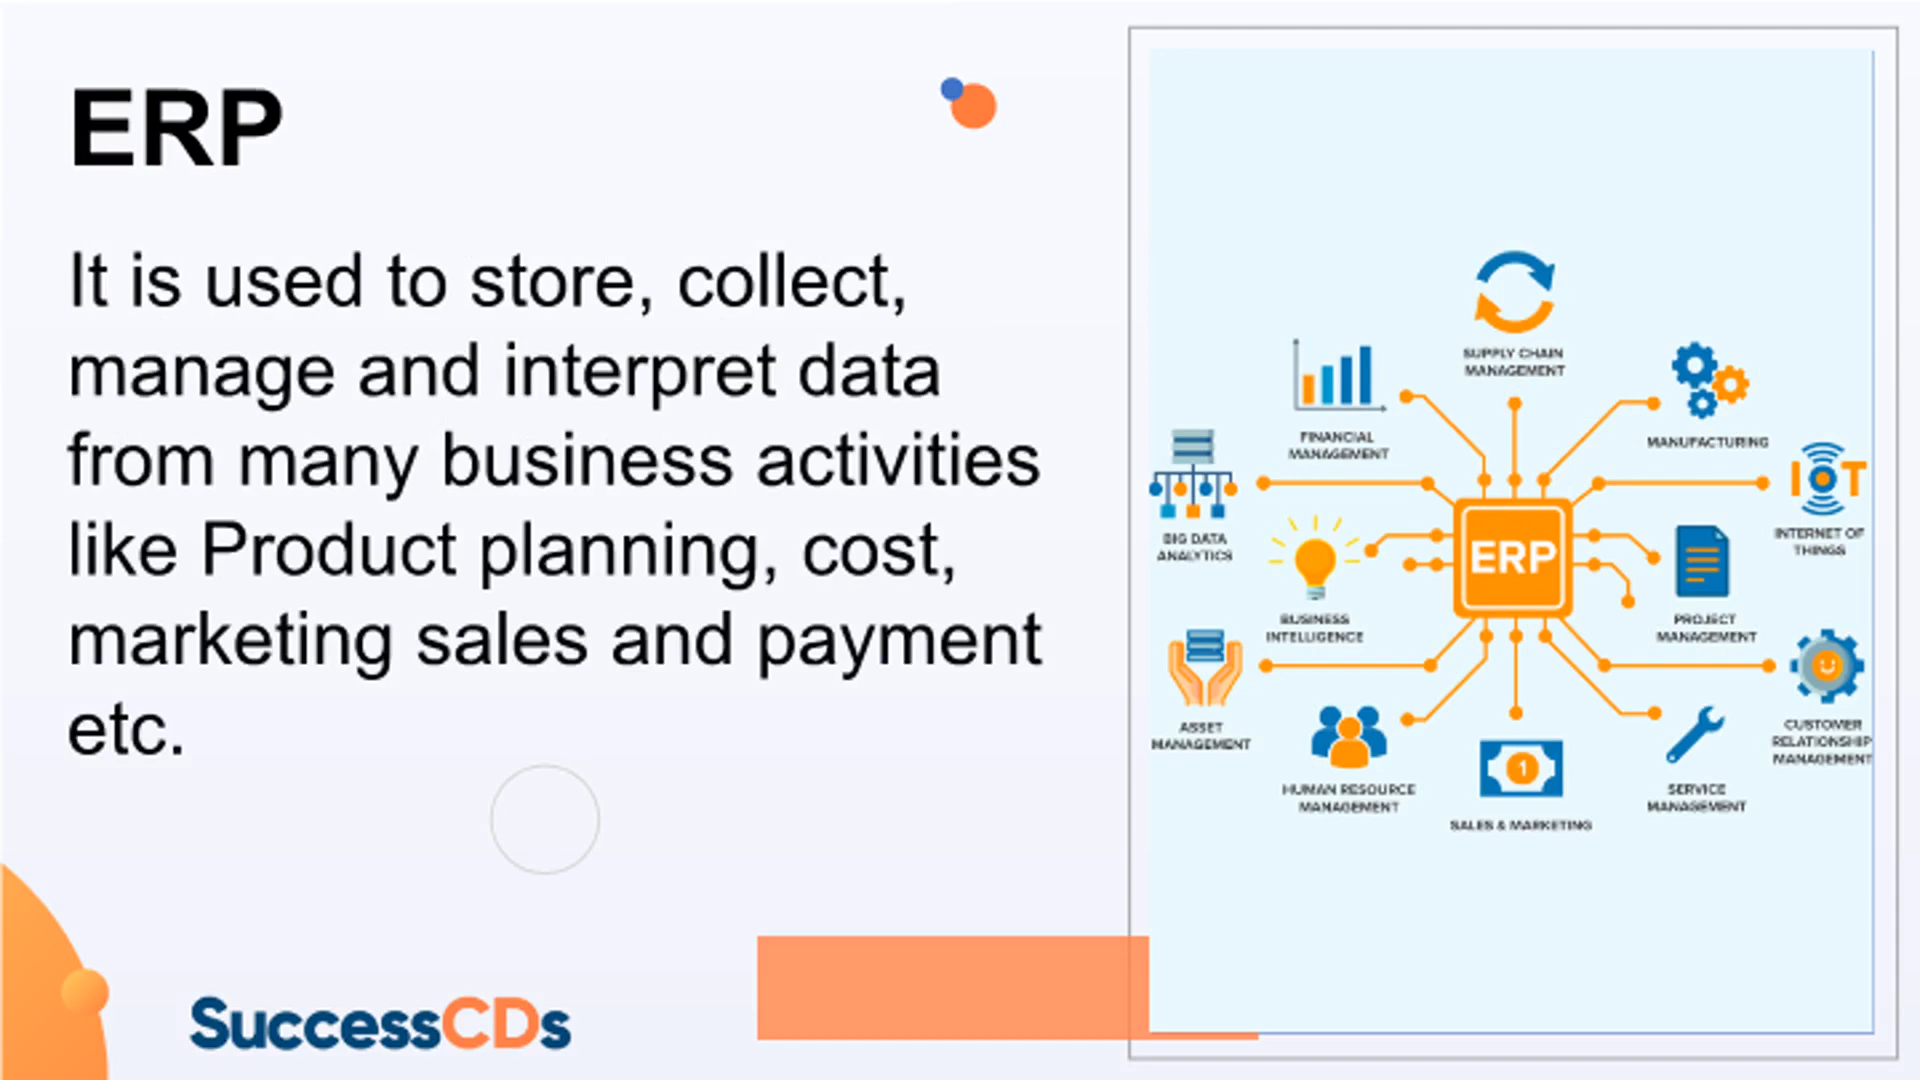 ERP
It is used to store, collect,
manage and interpret data
from many business activities
like Product planning, cost,
marketing sales and payment
etc.
SuccessCDs
SUPPLY CHAIN
MANAGEMENT
FINANCIAL
MANAGEMENT
MANUFACTURING
BIG DATA
ANALYTICS
IOT
INTERNET OF
THINGS
ERP
BUSINESS
INTELLIGENCE
PROJECT
MANAGEMENT
ASSET
MANAGEMENT
CUSTOMER
RELATIONSHIP
MANAGEMENT
HUMAN RESOURCE
MANAGEMENT
1
SALES & MARKETING
SERVICE
MANAGEMENT